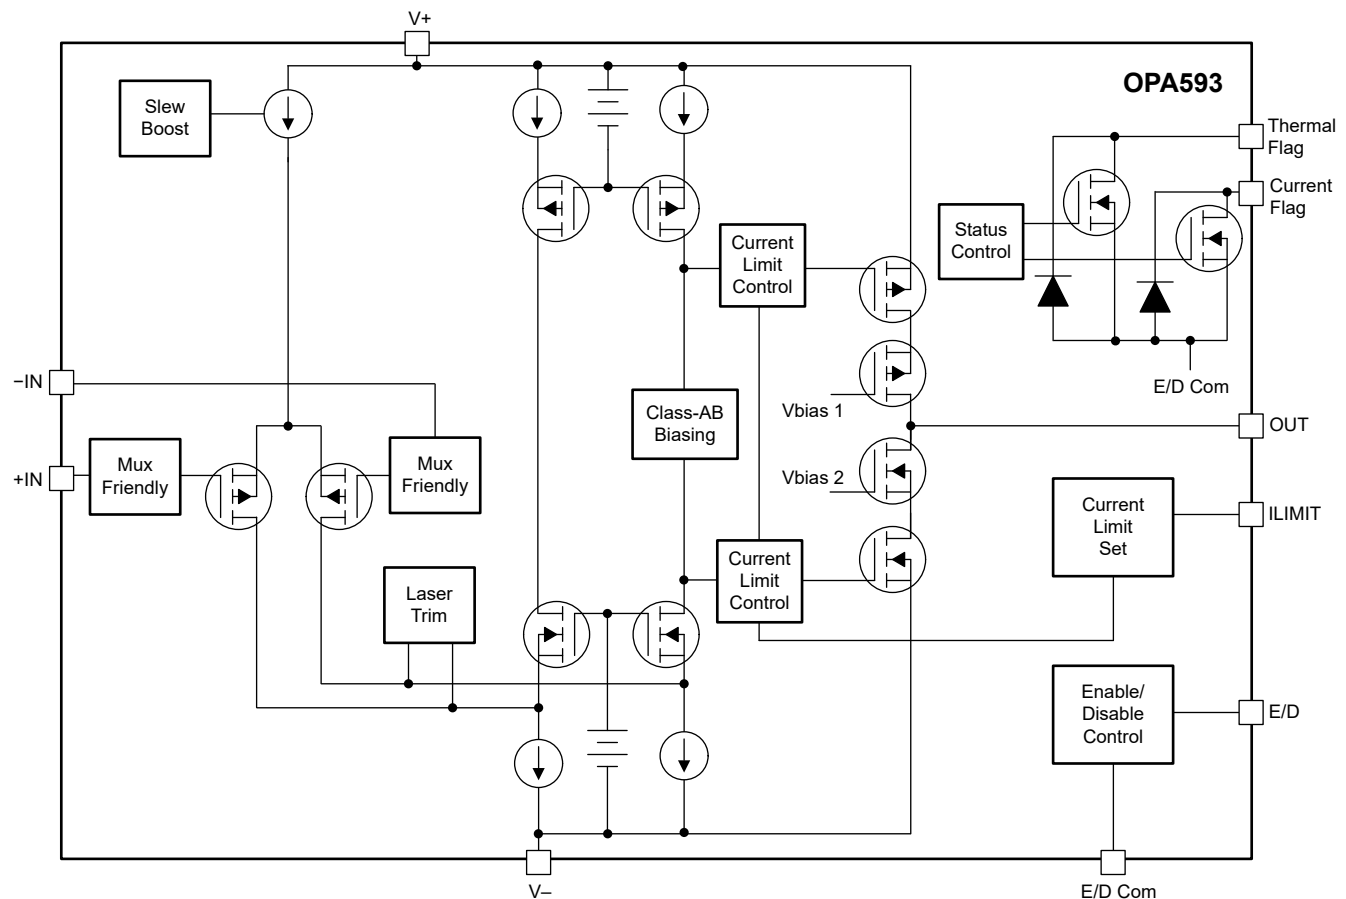 V+
OPA593
Slew
Boost
Thermal
Flag
Current
Flag
Status
Control
Current
Limit
Control
E/D Com
−IN
Vbias 1
Class-AB
Biasing
OUT
+IN
Mux
Friendly
Mux
Friendly
Vbias 2
Current
Limit
Set
ILIMIT
Current
Limit
Control
Laser
Trim
Enable/
Disable
Control
E/D
V–
E/D Com